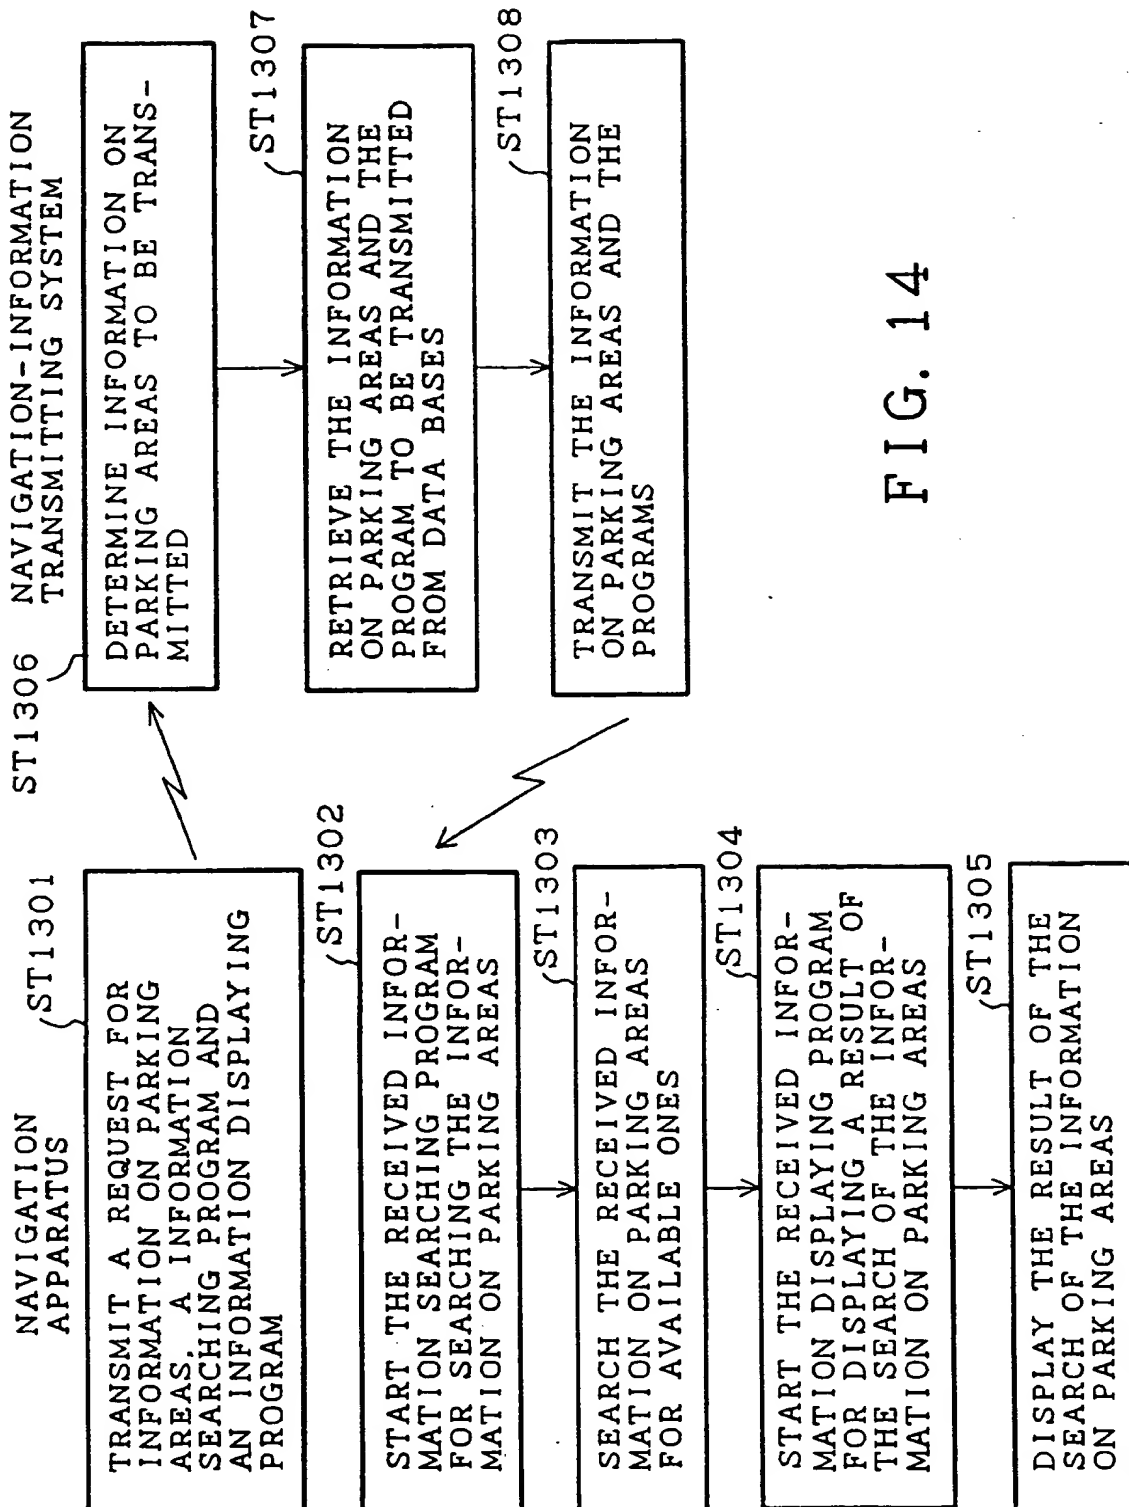 NAVIGATION
APPARATUS
ST1301
TRANSMIT A REQUEST FOR
INFORMATION ON PARKING
AREAS, A INFORMATION
SEARCHING PROGRAM AND
AN INFORMATION DISPLAYING
PROGRAM
ST1302
START THE RECEIVED INFOR-
MATION SEARCHING PROGRAM
FOR SEARCHING THE INFOR-
MATION ON PARKING AREAS
ST1303
SEARCH THE RECEIVED INFOR-
MATION ON PARKING AREAS
FOR AVAILABLE ONES
ST1304
START THE RECEIVED INFOR-
MATION DISPLAYING PROGRAM
FOR DISPLAYING A RESULT OF
THE SEARCH OF THE INFOR-
MATION ON PARKING AREAS
ST1305
DISPLAY THE RESULT OF THE
SEARCH OF THE INFORMATION
ON PARKING AREAS
ST1306
NAVIGATION-INFORMATION
TRANSMITTING SYSTEM
DETERMINE INFORMATION ON
PARKING AREAS TO BE TRANS-
MITTED
ST1307
RETRIEVE THE INFORMATION
ON PARKING AREAS AND THE
PROGRAM TO BE TRANSMITTED
FROM DATA BASES
ST1308
TRANSMIT THE INFORMATION
ON PARKING AREAS AND THE
PROGRAMS
FIG. 14